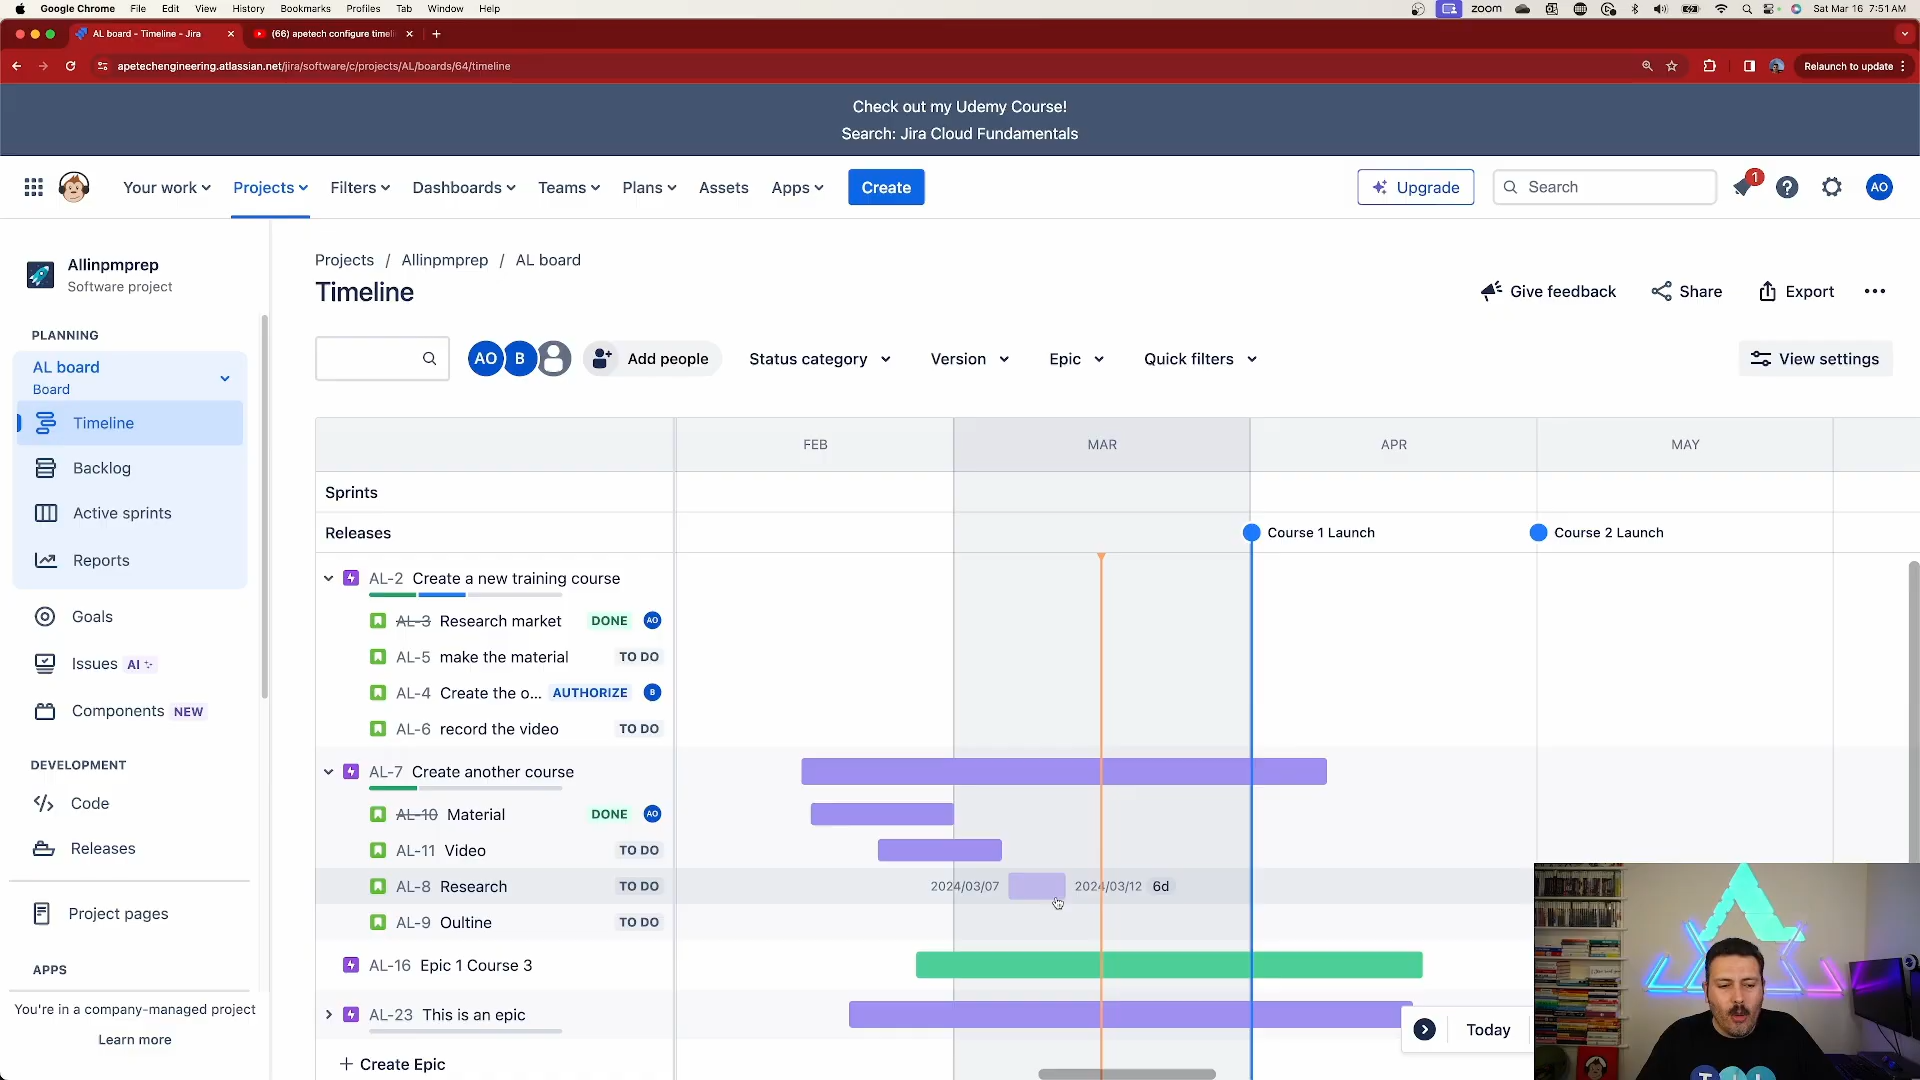 Google Chrome File Edit View History Bookmarks Profiles Tab Window Help
zoom Sat Mar 16 7:51 AM
AL board - Timeline - Jira
(66) apetech configure timel
apetechengineering.atlassian.net/jira/software/c/projects/AL/boards/64/timeline
Relaunch to update
Check out my Udemy Course!
Search: Jira Cloud Fundamentals
Your work Projects Filters Dashboards Teams Plans Assets Apps Create Upgrade Search 1 AO
Allinpmprep
Software project
PLANNING
AL board
Board
Timeline
Backlog
Active sprints
Reports
Goals
Issues AI
Components NEW
DEVELOPMENT
Code
Releases
Project pages
APPS
You're in a company-managed project
Learn more
Projects / Allinpmprep / AL board
Timeline
Give feedback Share Export
AO B Add people Status category Version Epic Quick filters View settings
FEB MAR APR MAY
Sprints
Releases Course 1 Launch Course 2 Launch
AL-2 Create a new training course
AL-3 Research market DONE AO
AL-5 make the material TO DO
AL-4 Create the o... AUTHORIZE B
AL-6 record the video TO DO
AL-7 Create another course
AL-10 Material DONE AO
AL-11 Video TO DO
AL-8 Research TO DO 2024/03/07 2024/03/12 6d
AL-9 Oultine TO DO
AL-16 Epic 1 Course 3
AL-23 This is an epic
Today
Create Epic